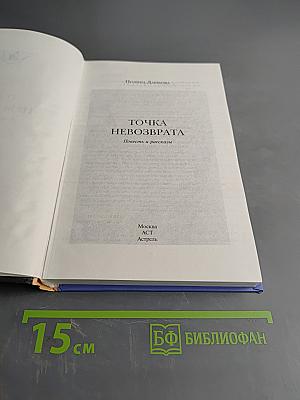 Полина Дашкова
ТОЧКА
НЕВОЗВРАТА
Повесть и рассказы
Москва
АСТ
Астрель
15 см
БФ БИБЛИОФАН